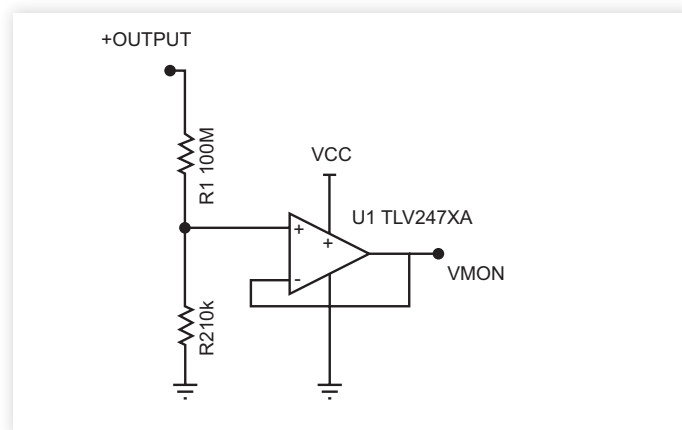 +OUTPUT
R1 100M
VCC
U1 TLV247XA
+
+
-
VMON
R210k